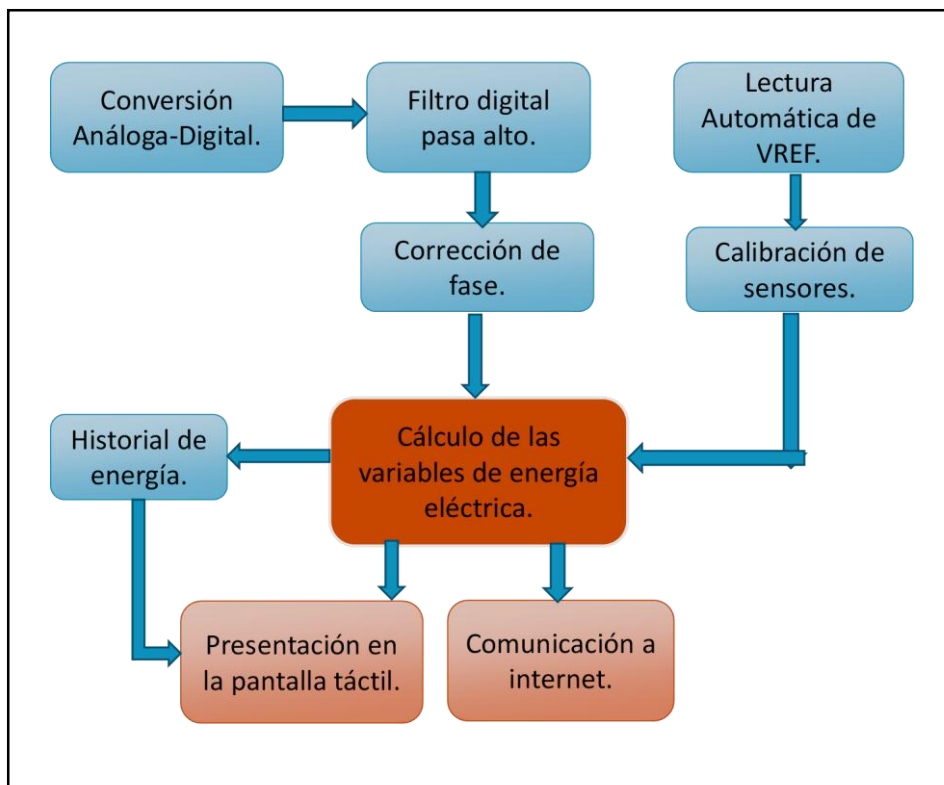 Conversión
Análoga-Digital.
Filtro digital
pasa alto.
Lectura
Automática de
VREF.
Corrección de
fase.
Calibración de
sensores.
Historial de
energía.
Cálculo de las
variables de energía
eléctrica.
Presentación en
la pantalla táctil.
Comunicación a
internet.